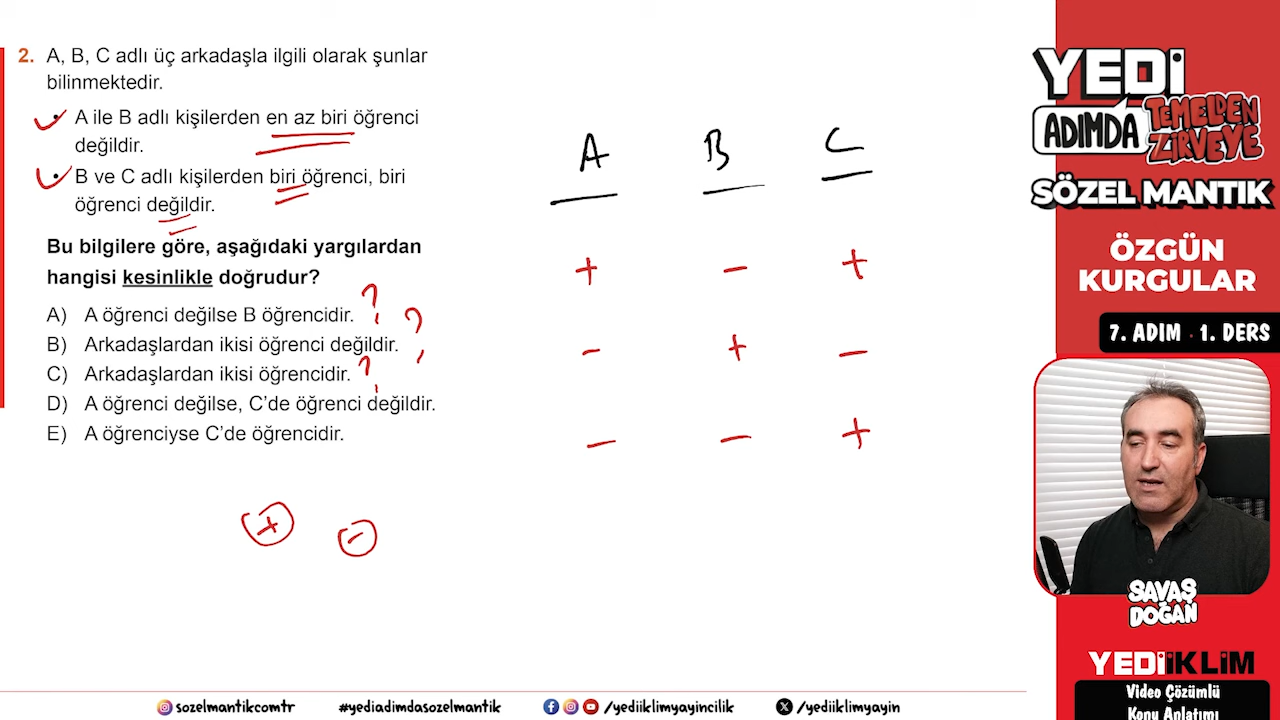 2. A, B, C adlı üç arkadaşla ilgili olarak şunlar
bilinmektedir.
• A ile B adlı kişilerden en az biri öğrenci
değildir.
• B ve C adlı kişilerden biri öğrenci, biri
öğrenci değildir.
Bu bilgilere göre, aşağıdaki yargılardan
hangisi kesinlikle doğrudur?
A) A öğrenci değilse B öğrencidir. ?
B) Arkadaşlardan ikisi öğrenci değildir. ?
C) Arkadaşlardan ikisi öğrencidir. ?
D) A öğrenci değilse, C'de öğrenci değildir.
E) A öğrenciyse C'de öğrencidir.
+ -
A B C
+ - +
- + -
- - +
YEDİ
ADIMDA
TEMELDEN
ZİRVEYE
SÖZEL MANTIK
ÖZGÜN
KURGULAR
7. ADIM · 1. DERS
SAVAŞ
DOĞAN
YEDİİKLİM
Video Çözümlü
Konu Anlatımı
sozelmantikcomtr
#yediadimdasozelmantik
/yediiklimyayincilik
/yediiklimyayin